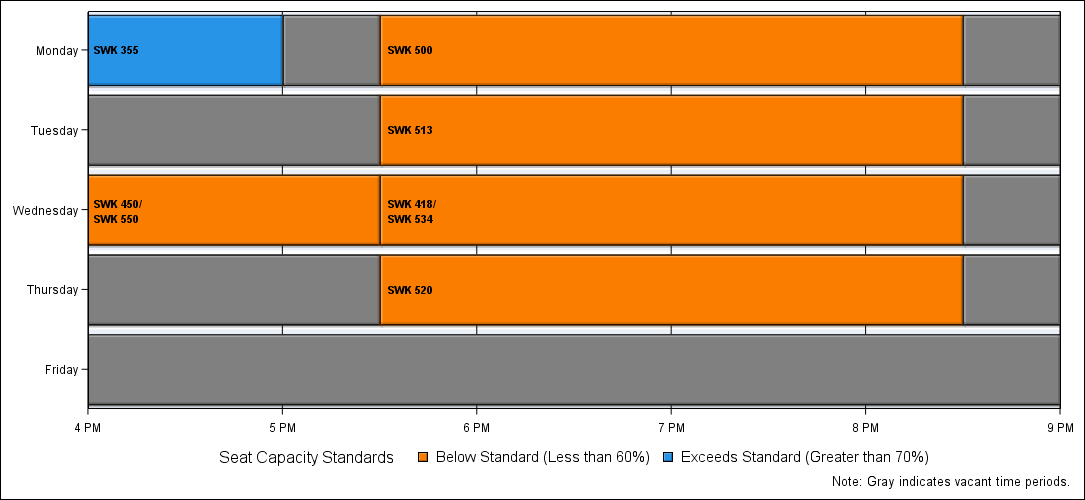 Monday
SWK 355
SWK 500
Tuesday
SWK 513
Wednesday
SWK 450/
SWK 550
SWK 418/
SWK 534
Thursday
SWK 520
Friday
4 PM
5 PM
6 PM
7 PM
8 PM
9 PM
Seat Capacity Standards
Below Standard (Less than 60%)
Exceeds Standard (Greater than 70%)
Note: Gray indicates vacant time periods.